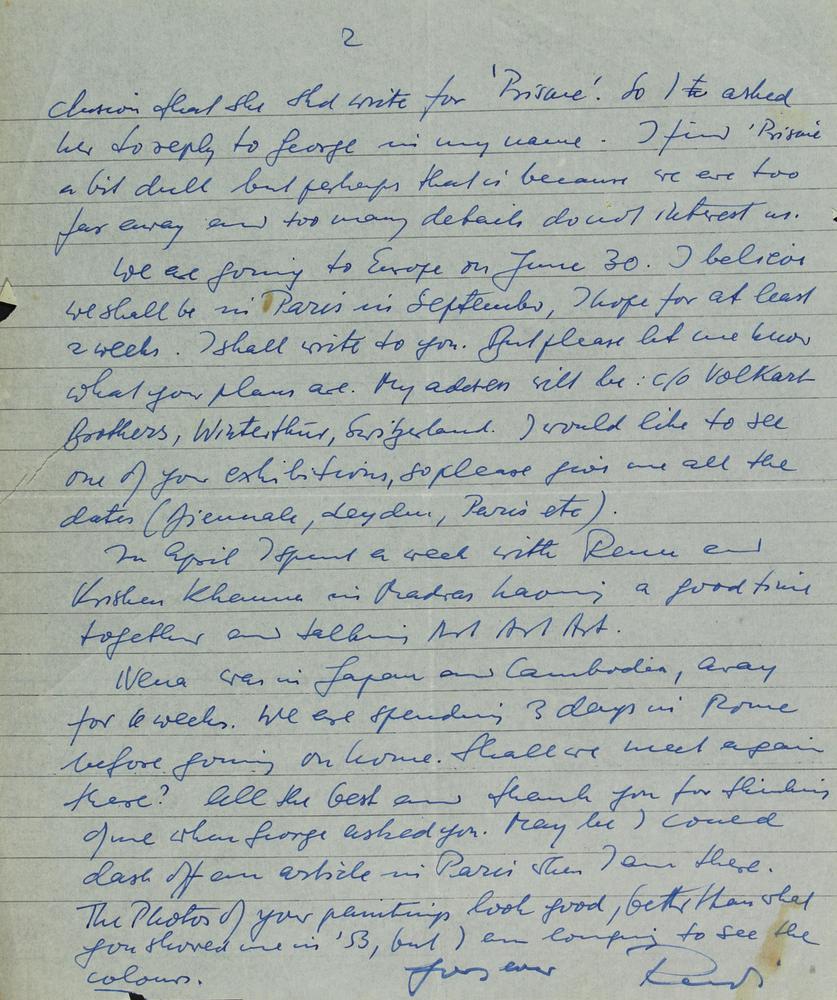 2
clusion that she shd write for 'Prisme'. So I asked
her to reply to George in my name. I find 'Prisme
a bit dull but perhaps that is because we are too
far away and too many details do not interest us.
We are going to Europe on June 30. I believe
we shall be in Paris in September, I hope for at least
2 weeks. I shall write to you. But please let me know
what your plans are. My address will be: c/o Volkart
Brothers, Winterthur, Switzerland. I would like to see
one of your exhibitions, so please give me all the
dates (Biennale, Leyden, Paris etc).
In April I spent a week with Renu and
Krishen Khanna in Madras having a good time
together and talking Art Art Art.
Nena was in Japan and Cambodia, away
for 6 weeks. We are spending 3 days in Rome
before going on home. Shall we meet again
there? All the best and thank you for thinking
of me when George asked you. May be I could
dash off an article in Paris when I am there.
The Photos of your paintings look good, better than what
you showed me in '53, but I am longing to see the
colours. Yours ever Rudi